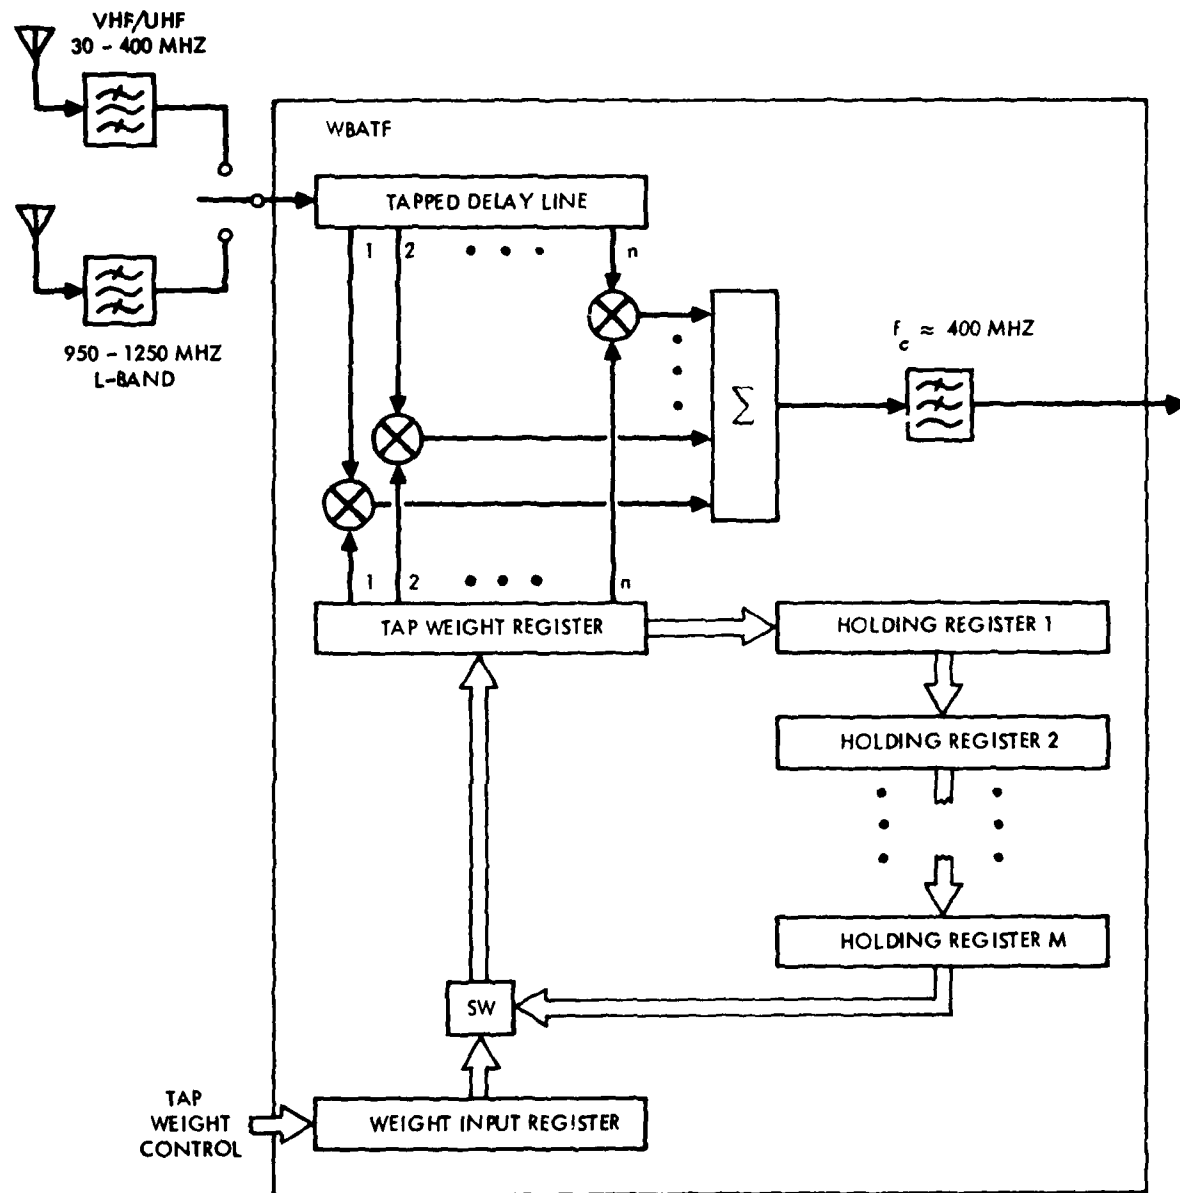 VHF/UHF
30 - 400 MHZ
WBATF
TAPPED DELAY LINE
1 2 n
950 - 1250 MHZ
L-BAND
f c ≈ 400 MHZ
Σ
1 2 n
TAP WEIGHT REGISTER
HOLDING REGISTER 1
HOLDING REGISTER 2
HOLDING REGISTER M
SW
TAP
WEIGHT
CONTROL
WEIGHT INPUT REGISTER